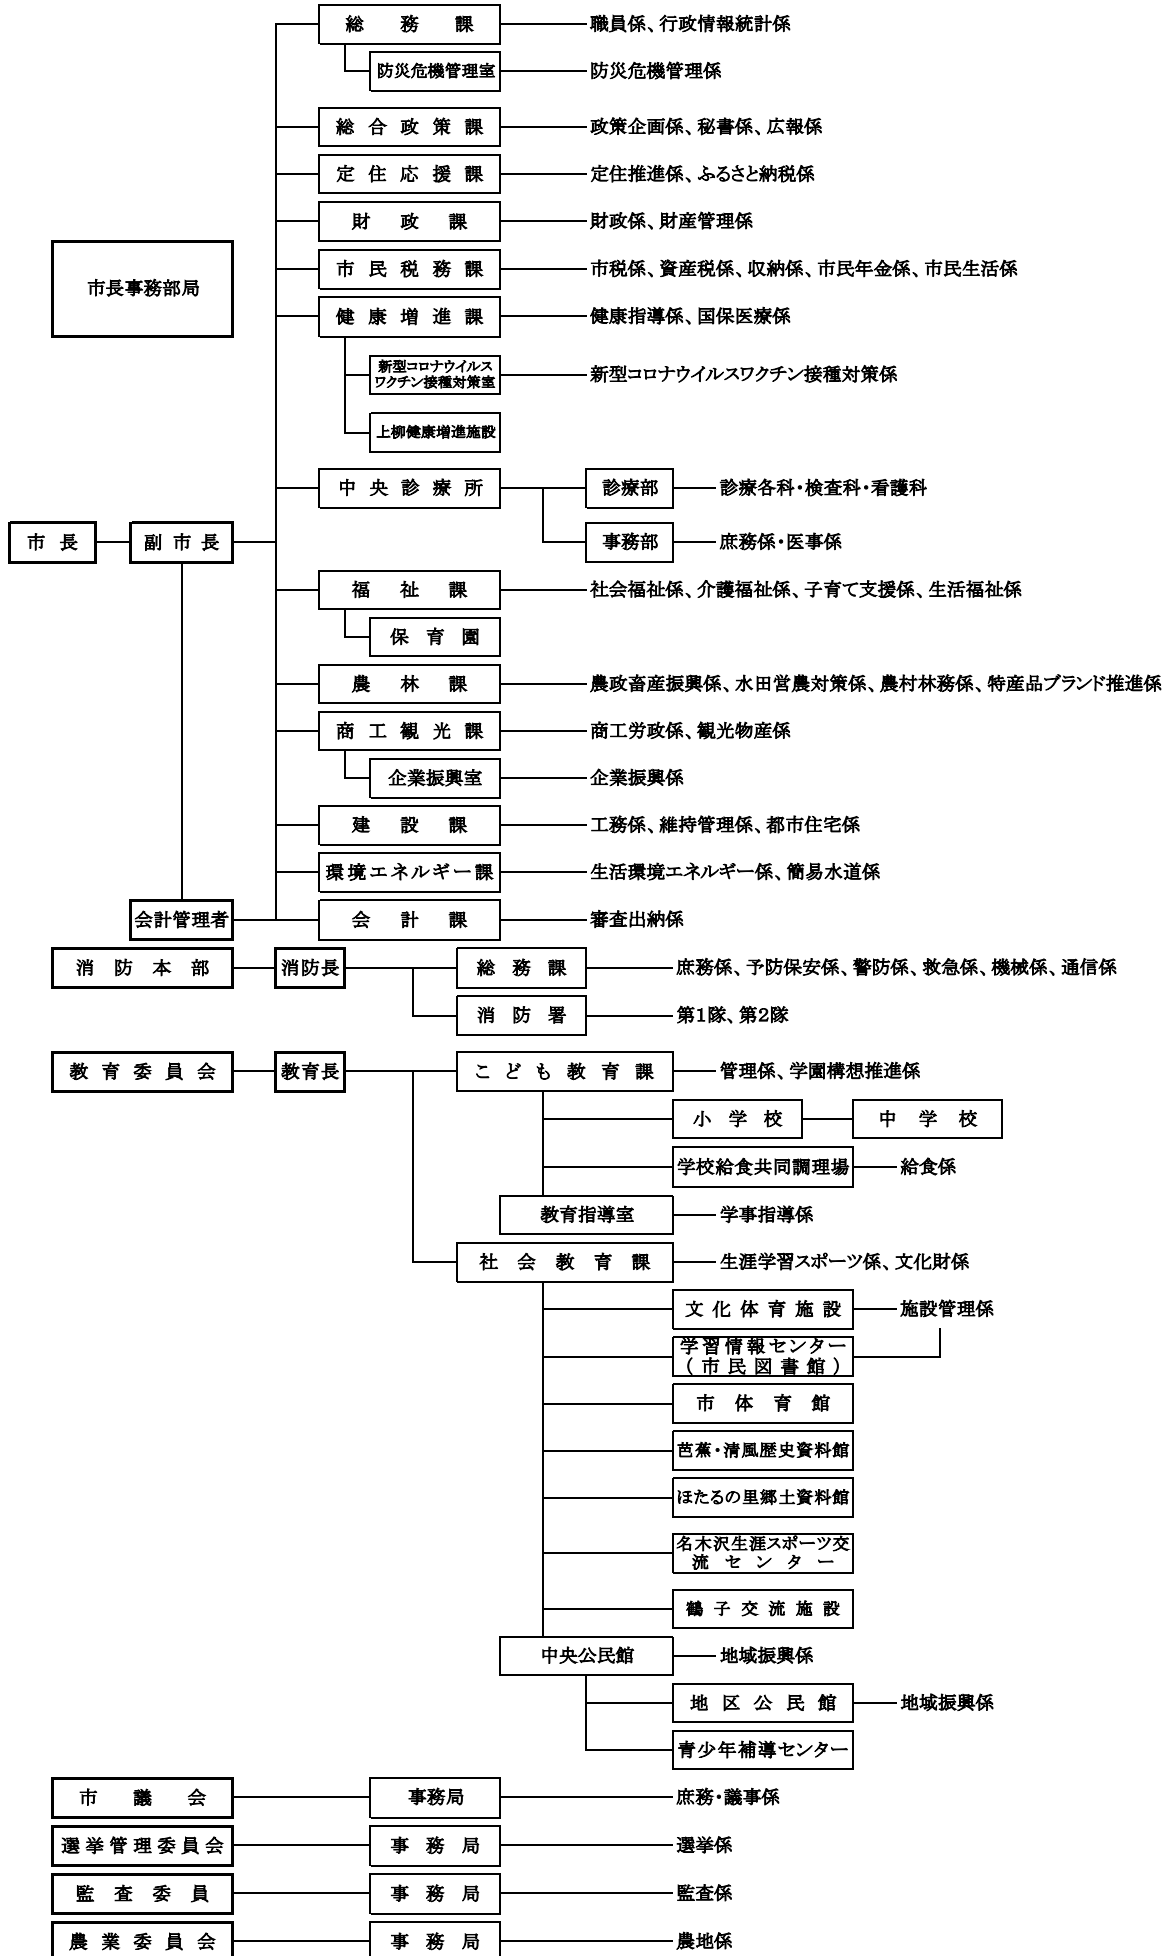 総務課 職員係、行政情報統計係
防災危機管理室 防災危機管理係
総合政策課 政策企画係、秘書係、広報係
定住応援課 定住推進係、ふるさと納税係
財政課 財政係、財産管理係
市民税務課 市税係、資産税係、収納係、市民年金係、市民生活係
市長事務部局
健康増進課 健康指導係、国保医療係
新型コロナウイルス
ワクチン接種対策室 新型コロナウイルスワクチン接種対策係
上柳健康増進施設
中央診療所 診療部 診療各科・検査科・看護科
市長 副市長 事務部 庶務係・医事係
福祉課 社会福祉係、介護福祉係、子育て支援係、生活福祉係
保育園
農林課 農政畜産振興係、水田営農対策係、農村林務係、特産品ブランド推進係
商工観光課 商工労政係、観光物産係
企業振興室 企業振興係
建設課 工務係、維持管理係、都市住宅係
環境エネルギー課 生活環境エネルギー係、簡易水道係
会計管理者 会計課 審査出納係
消防本部 消防長 総務課 庶務係、予防保安係、警防係、救急係、機械係、通信係
消防署 第1隊、第2隊
教育委員会 教育長 こども教育課 管理係、学園構想推進係
小学校 中学校
学校給食共同調理場 給食係
教育指導室 学事指導係
社会教育課 生涯学習スポーツ係、文化財係
文化体育施設 施設管理係
学習情報センター
(市民図書館)
市体育館
芭蕉・清風歴史資料館
ほたるの里郷土資料館
名木沢生涯スポーツ交
流センター
鶴子交流施設
中央公民館 地域振興係
地区公民館 地域振興係
青少年補導センター
市議会 事務局 庶務・議事係
選挙管理委員会 事務局 選挙係
監査委員 事務局 監査係
農業委員会 事務局 農地係